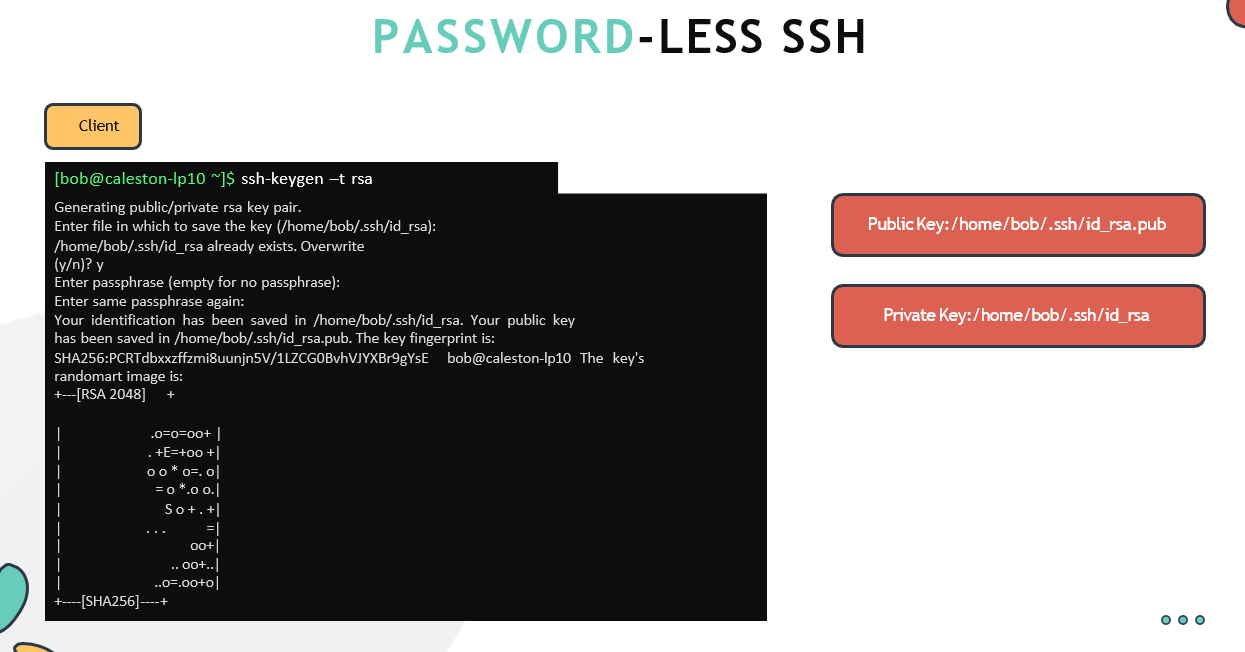 PASSWORD-LESS SSH
Client
[bob@caleston-lp10 ~]$ ssh-keygen –t rsa
Generating public/private rsa key pair.
Enter file in which to save the key (/home/bob/.ssh/id_rsa):
/home/bob/.ssh/id_rsa already exists. Overwrite
(y/n)? y
Enter passphrase (empty for no passphrase):
Enter same passphrase again:
Your identification has been saved in /home/bob/.ssh/id_rsa. Your public key
has been saved in /home/bob/.ssh/id_rsa.pub. The key fingerprint is:
SHA256:PCRTdbxxzffzmi8uunjn5V/1LZCG0BvhVJYXBr9gYsE bob@caleston-lp10 The key's
randomart image is:
+---[RSA 2048] +
| .o=o=oo+ |
| . +E=+oo +|
| o o * o=. o|
| = o *.o o.|
| S o + . +|
| . . . =|
| oo+|
| .. oo+..|
| ..o=.oo+o|
+----[SHA256]----+
Public Key:/home/bob/.ssh/id_rsa.pub
Private Key:/home/bob/.ssh/id_rsa